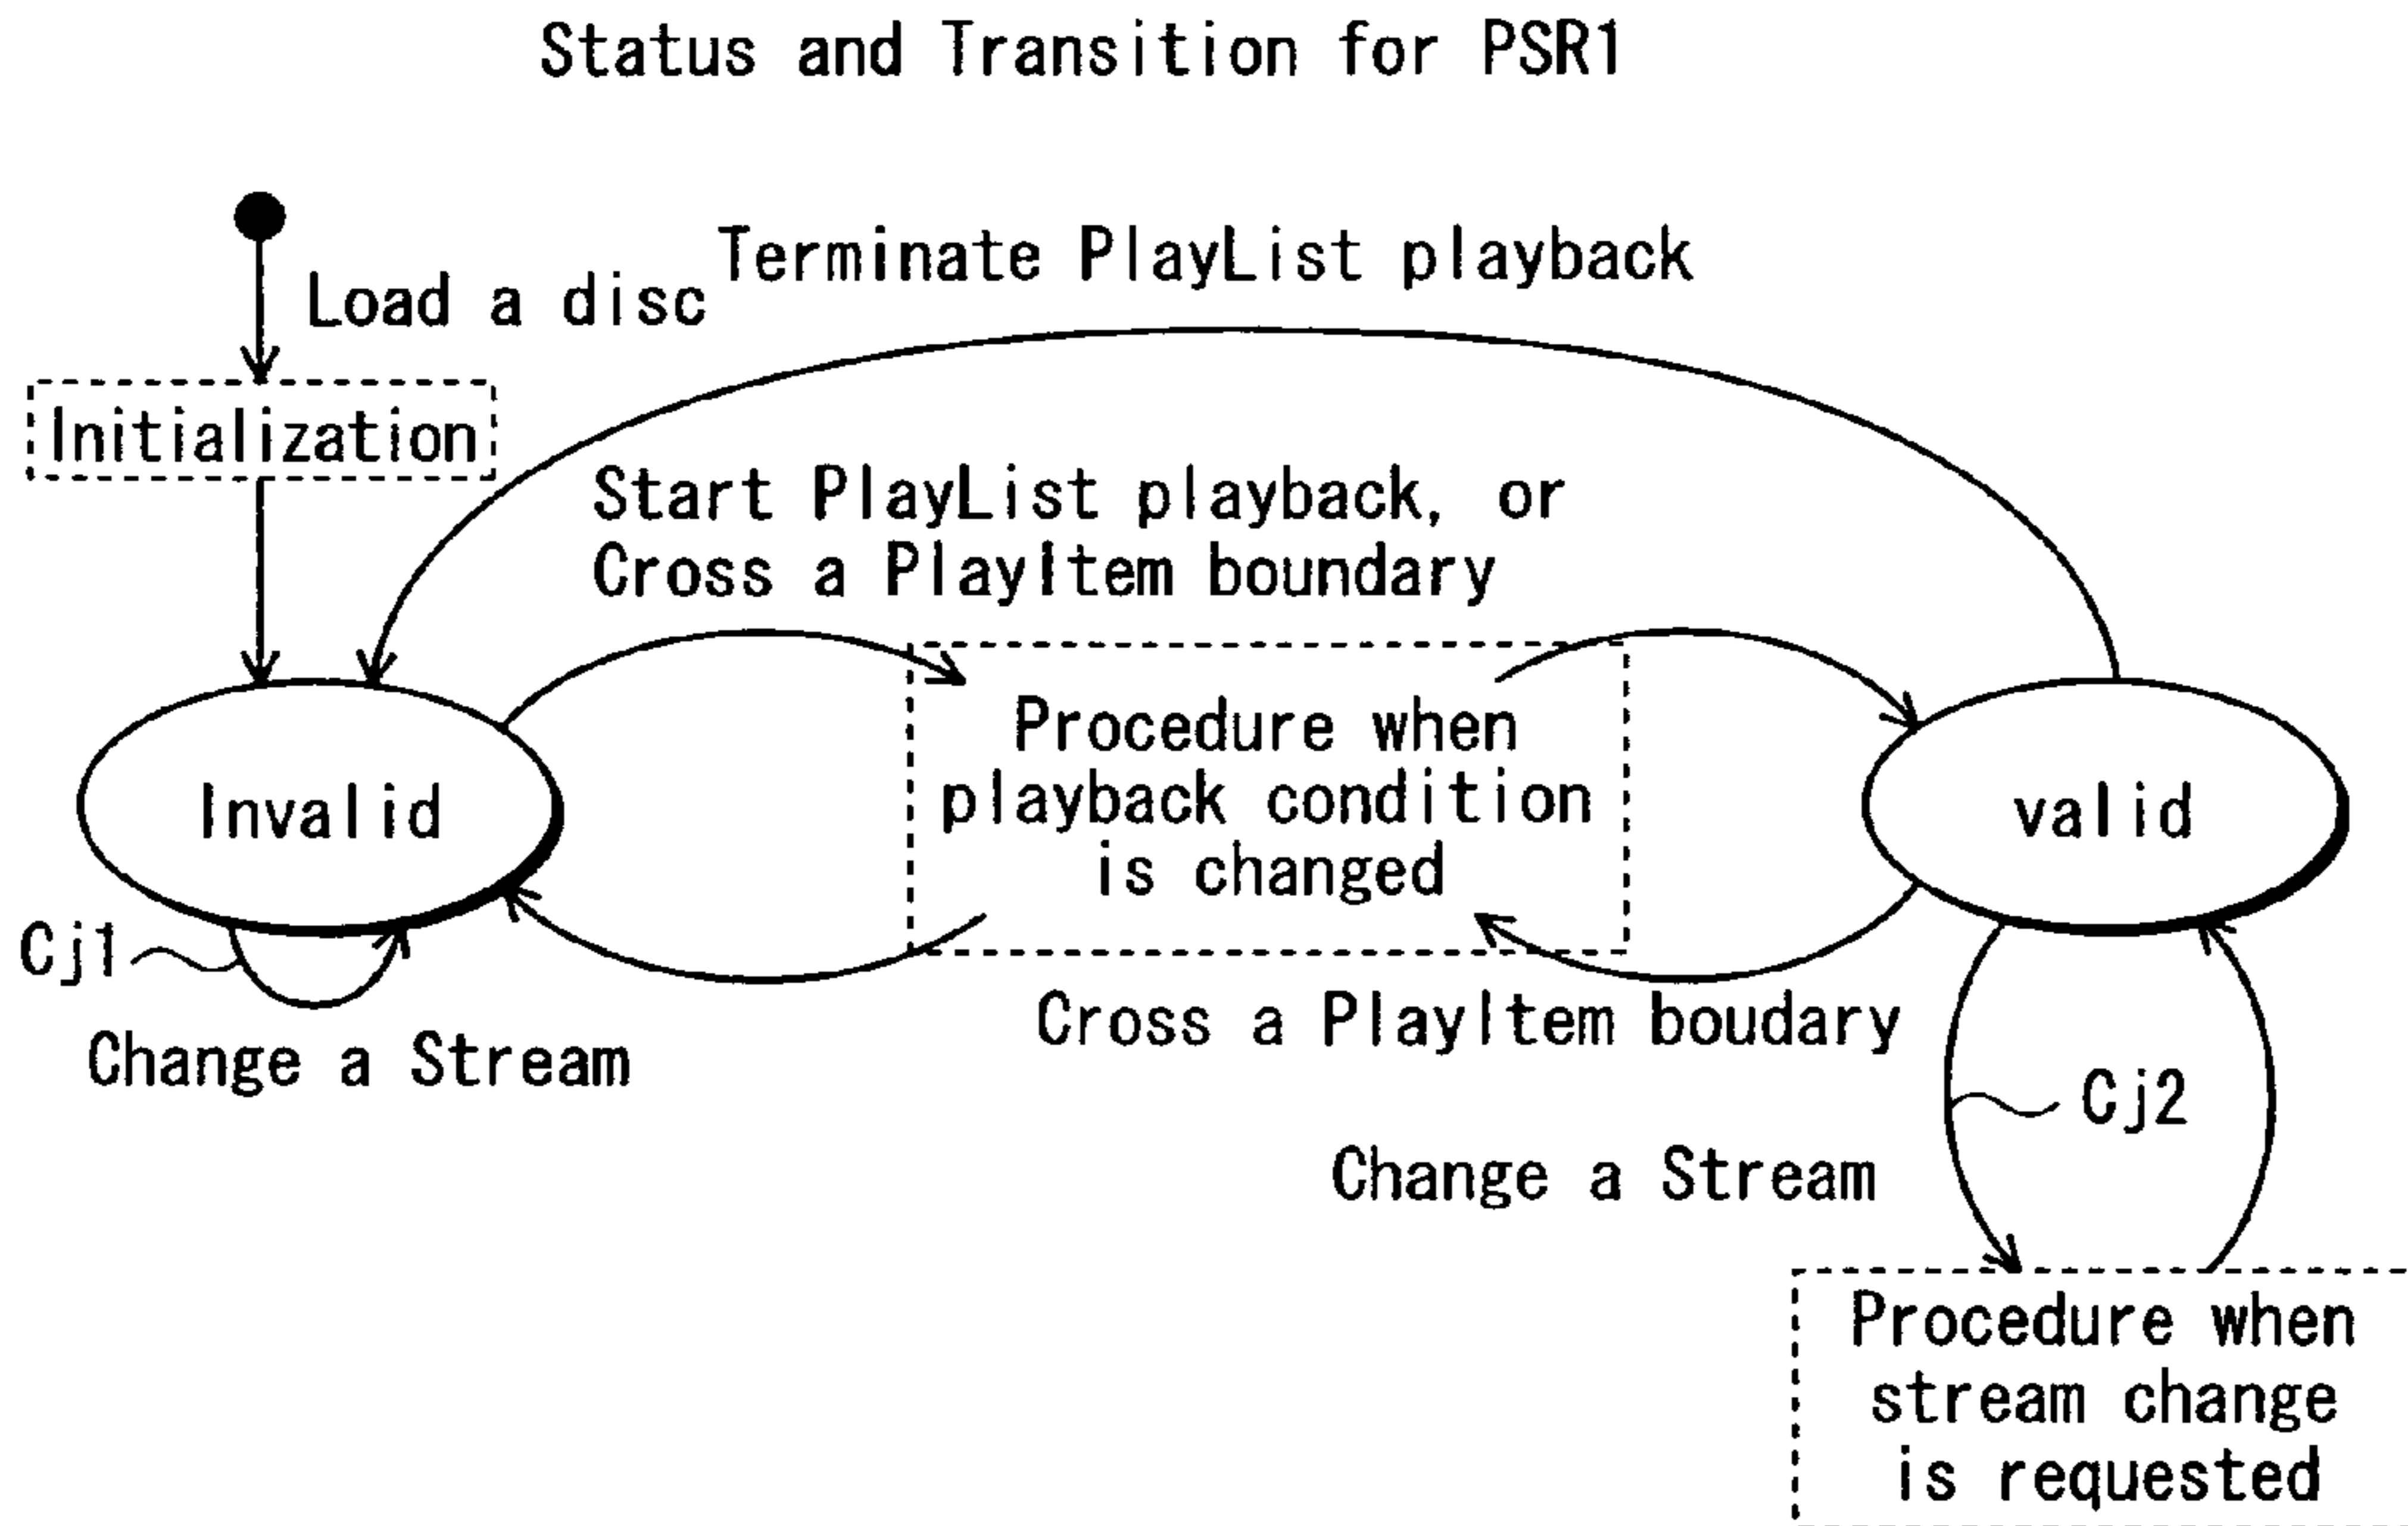 Status and Transition for PSR1
Terminate PlayList playback
Load a disc
Initialization
Start PlayList playback, or
Cross a PlayItem boundary
Procedure when
playback condition
is changed
Invalid
valid
Cj1
Change a Stream
Cross a PlayItem boudary
Cj2
Change a Stream
Procedure when
stream change
is requested